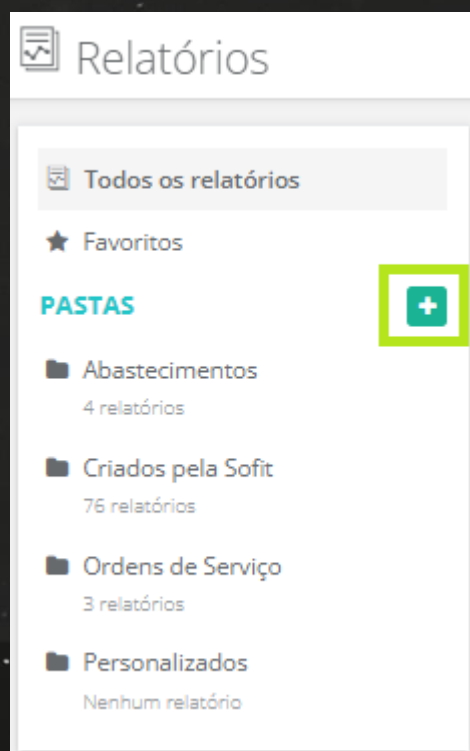 Relatórios
Todos os relatórios
Favoritos
PASTAS
Abastecimentos
4 relatórios
Criados pela Sofit
76 relatórios
Ordens de Serviço
3 relatórios
Personalizados
Nenhum relatório